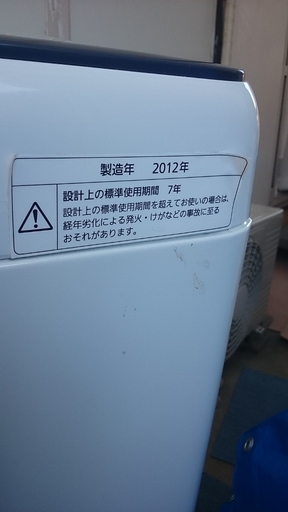 製造年 2012年
設計上の標準使用期間 7年
設計上の標準使用期間を超えてお使いの場合は、
経年劣化による発火・けがなどの事故に至る
おそれがあります。